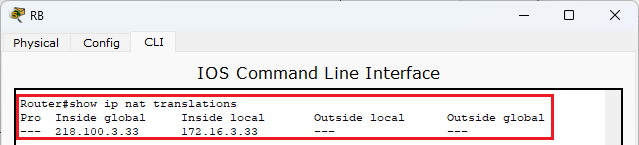 RB
Physical Config CLI
IOS Command Line Interface
Router#show ip nat translations
Pro  Inside global     Inside local       Outside local      Outside global
---  218.100.3.33      172.16.3.33        ---                ---